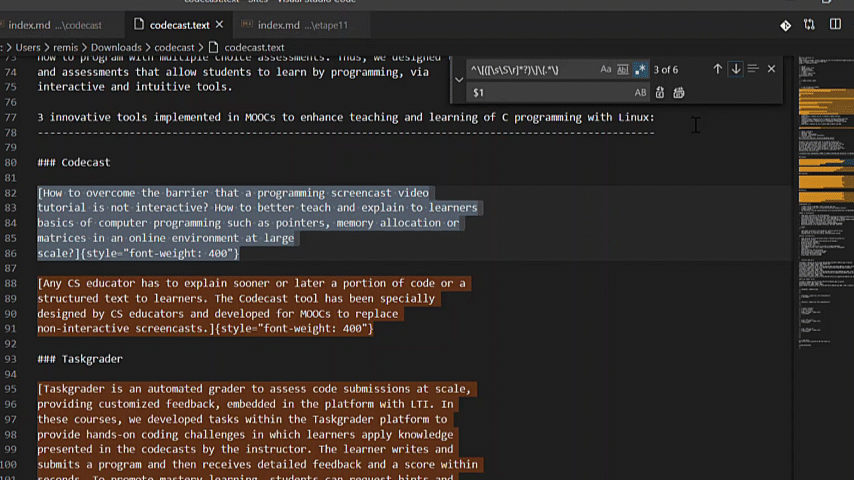 Sites - Visual Studio Code
index.md ...\codecast
codecast.text ×
index.md ...\etape11
Users > remis > Downloads > codecast > codecast.text
73 how to program with multiple choice assessments. Thus, we designed
74 and assessments that allow students to learn by programming, via
75 interactive and intuitive tools.
76
77 3 innovative tools implemented in MOOCs to enhance teaching and learning of C programming with Linux:
78 ----------------------------------------------------------------------------------------------------
79
80 ### Codecast
81
82 [How to overcome the barrier that a programming screencast video
83 tutorial is not interactive? How to better teach and explain to learners
84 basics of computer programming such as pointers, memory allocation or
85 matrices in an online environment at large
86 scale?]{style="font-weight: 400"}
87
88 [Any CS educator has to explain sooner or later a portion of code or a
89 structured text to learners. The Codecast tool has been specially
90 designed by CS educators and developed for MOOCs to replace
91 non-interactive screencasts.]{style="font-weight: 400"}
92
93 ### Taskgrader
94
95 [Taskgrader is an automated grader to assess code submissions at scale,
96 providing customized feedback, embedded in the platform with LTI. In
97 these courses, we developed tasks within the Taskgrader platform to
98 provide hands-on coding challenges in which learners apply knowledge
99 presented in the codecasts by the instructor. The learner writes and
100 submits a program and then receives detailed feedback and a score within
101 seconds. To promote mastery learning, students can request hints and
^\[([\s\S\r]*?)\]\{.*\}
Aa Abl .* 3 of 6
$1
AB